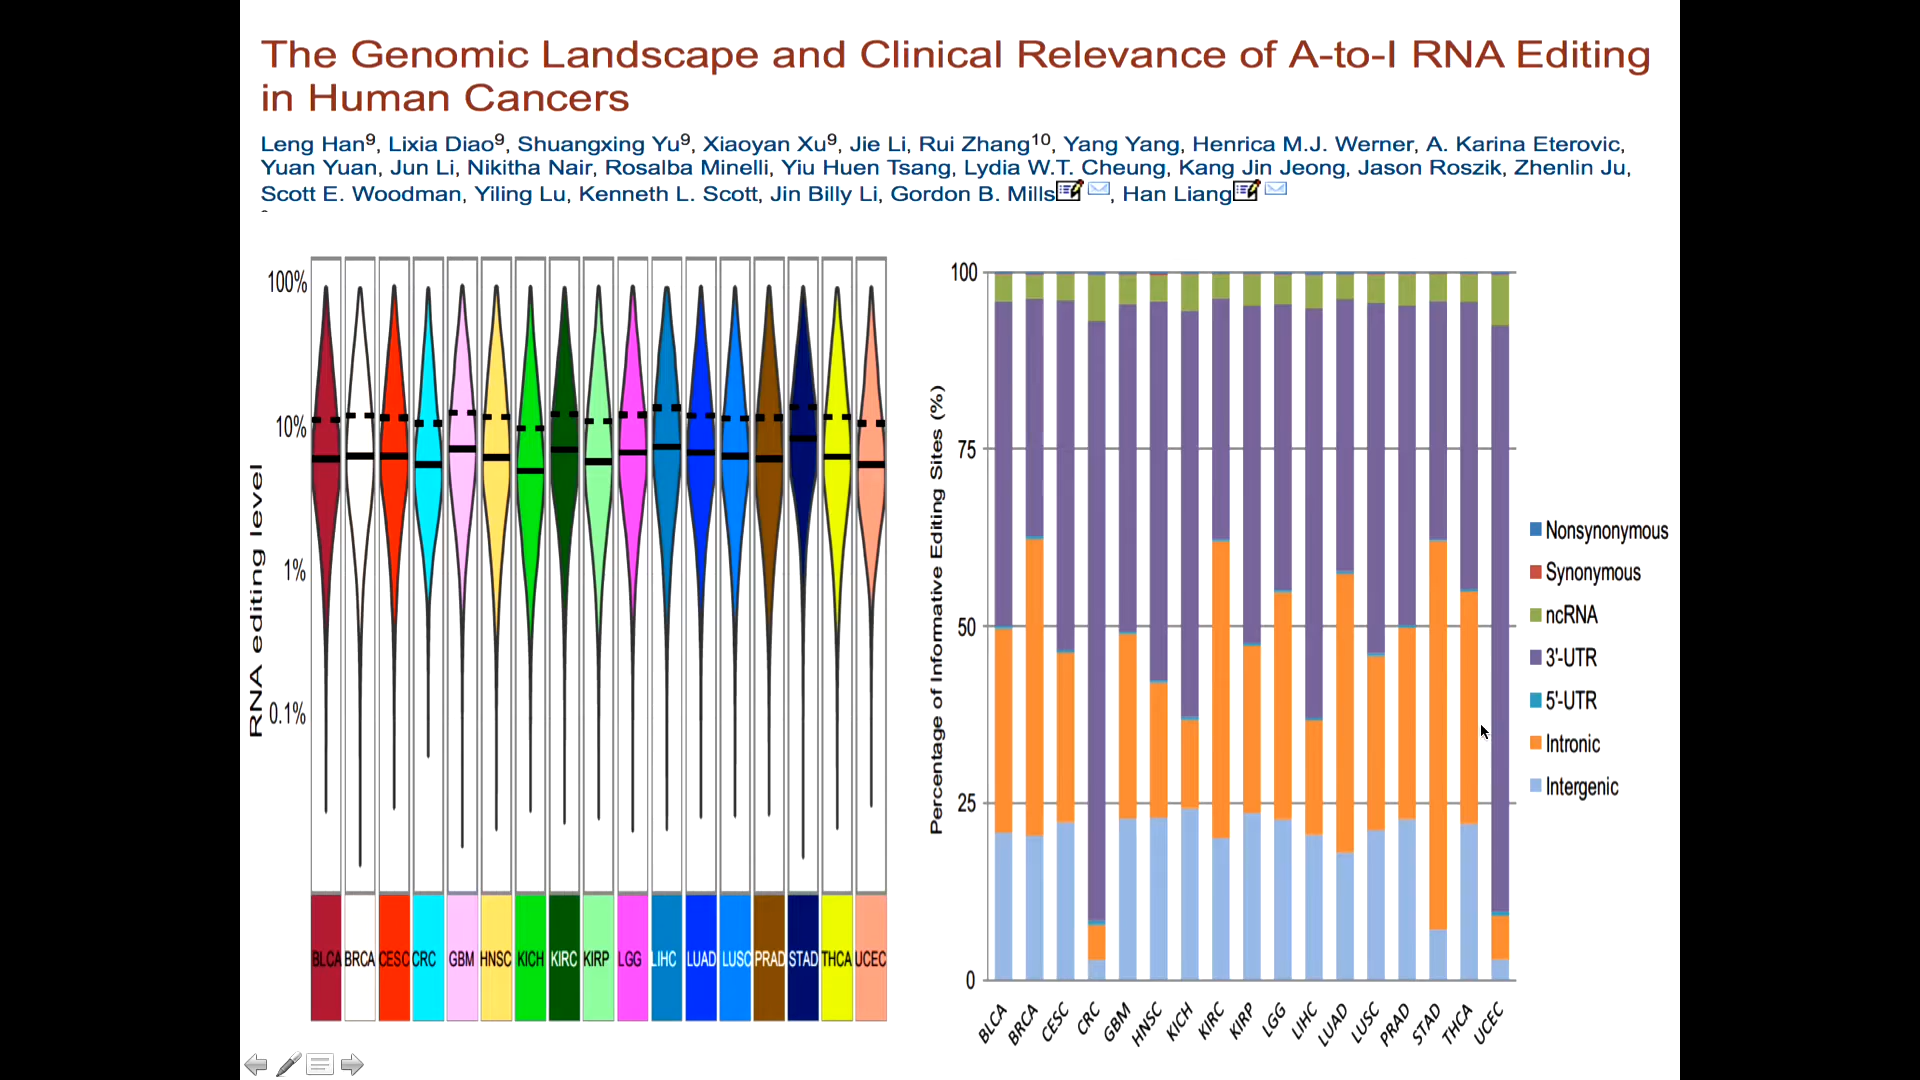 The Genomic Landscape and Clinical Relevance of A-to-I RNA Editing
in Human Cancers
Leng Han9, Lixia Diao9, Shuangxing Yu9, Xiaoyan Xu9, Jie Li, Rui Zhang10, Yang Yang, Henrica M.J. Werner, A. Karina Eterovic,
Yuan Yuan, Jun Li, Nikitha Nair, Rosalba Minelli, Yiu Huen Tsang, Lydia W.T. Cheung, Kang Jin Jeong, Jason Roszik, Zhenlin Ju,
Scott E. Woodman, Yiling Lu, Kenneth L. Scott, Jin Billy Li, Gordon B. Mills, Han Liang
RNA editing level
100%
10%
1%
0.1%
BLCA BRCA CESC CRC GBM HNSC KICH KIRC KIRP LGG LIHC LUAD LUSC PRAD STAD THCA UCEC
Percentage of Informative Editing Sites (%)
100
75
50
25
0
BLCA BRCA CESC CRC GBM HNSC KICH KIRC KIRP LGG LIHC LUAD LUSC PRAD STAD THCA UCEC
Nonsynonymous
Synonymous
ncRNA
3'-UTR
5'-UTR
Intronic
Intergenic